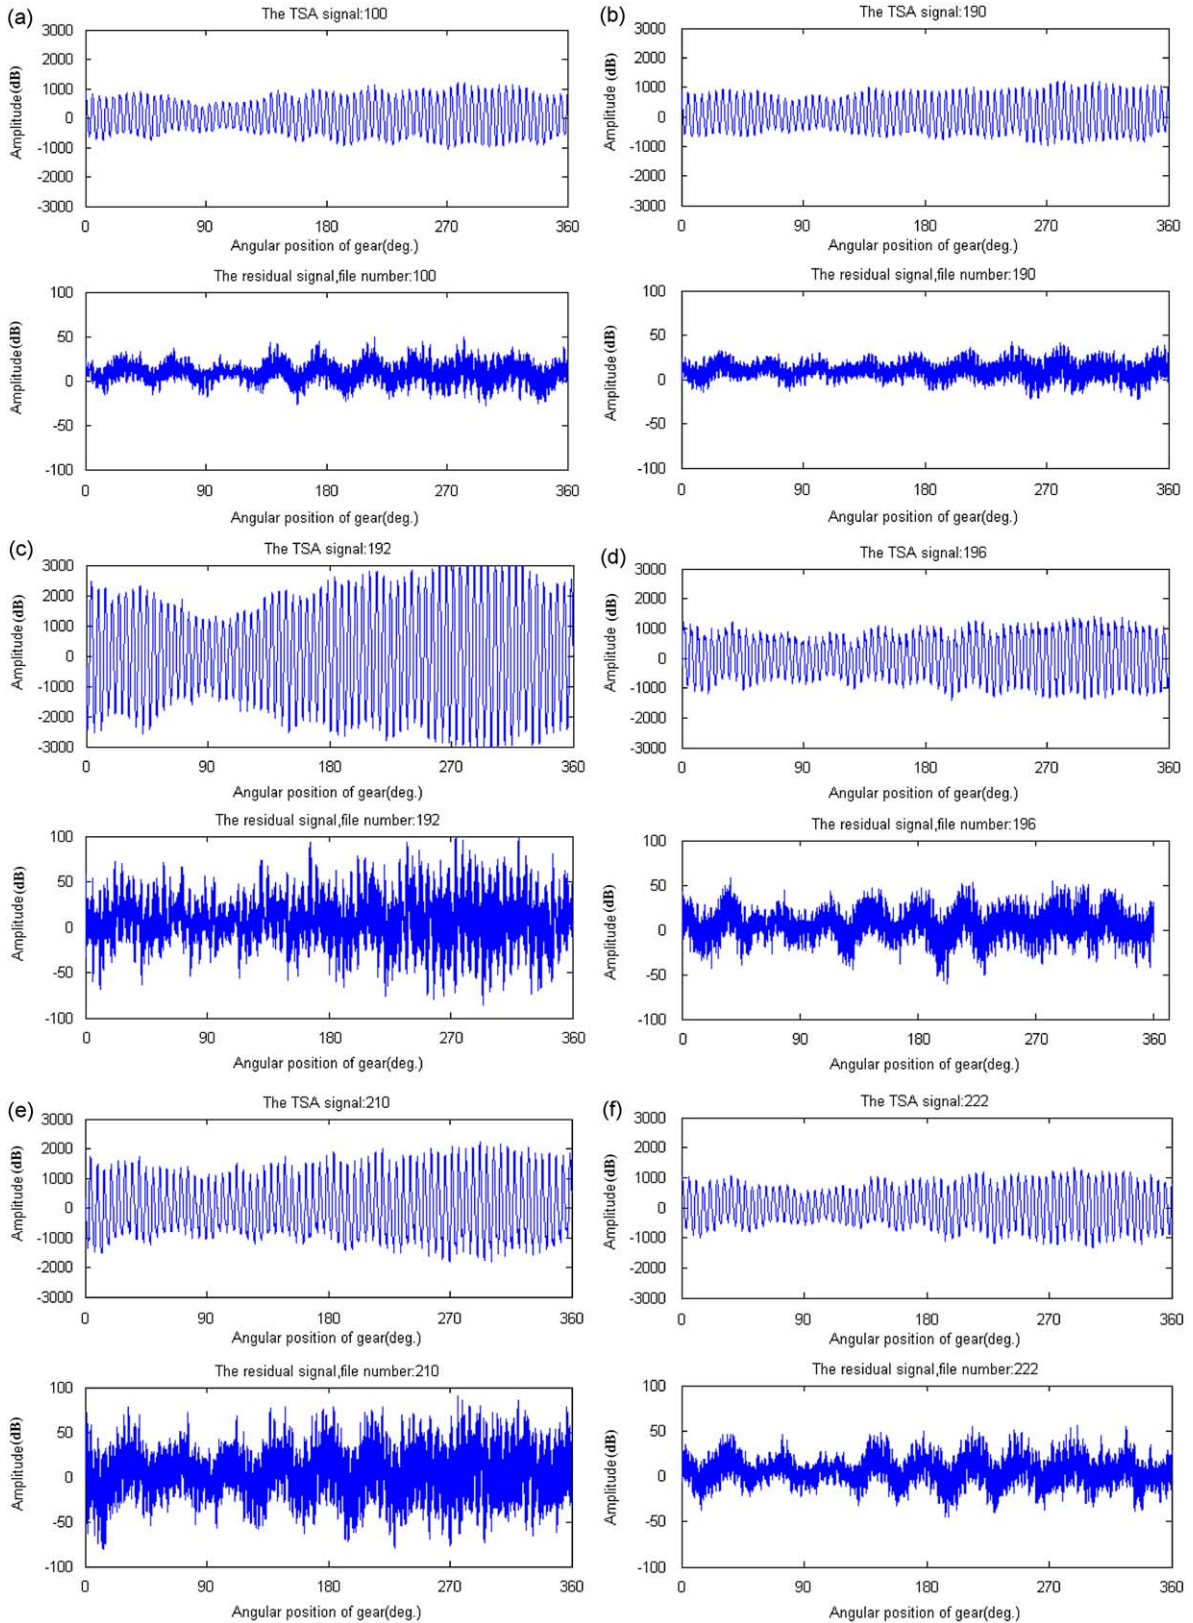 (a)
The TSA signal:100
3000
2000
1000
0
-1000
-2000
-3000
Amplitude(dB)
0 90 180 270 360
Angular position of gear(deg.)
The residual signal,file number:100
100
50
0
-50
-100
Amplitude(dB)
0 90 180 270 360
Angular position of gear(deg.)
(b)
The TSA signal:190
3000
2000
1000
0
-1000
-2000
-3000
Amplitude (dB)
0 90 180 270 360
Angular position of gear(deg.)
The residual signal,file number:190
100
50
0
-50
-100
Amplitude (dB)
0 90 180 270 360
Angular position of gear(deg.)
(c)
The TSA signal:192
3000
2000
1000
0
-1000
-2000
-3000
Amplitude (dB)
0 90 180 270 360
Angular position of gear(deg.)
The residual signal,file number:192
100
50
0
-50
-100
Amplitude (dB)
0 90 180 270 360
Angular position of gear(deg.)
(d)
The TSA signal:196
3000
2000
1000
0
-1000
-2000
-3000
Amplitude (dB)
0 90 180 270 360
Angular position of gear(deg.)
The residual signal,file number:196
100
50
0
-50
-100
Amplitude (dB)
0 90 180 270 360
Angular position of gear(deg.)
(e)
The TSA signal:210
3000
2000
1000
0
-1000
-2000
-3000
Amplitude (dB)
0 90 180 270 360
Angular position of gear(deg.)
The residual signal,file number:210
100
50
0
-50
-100
Amplitude(dB)
0 90 180 270 360
Angular position of gear(deg.)
(f)
The TSA signal:222
3000
2000
1000
0
-1000
-2000
-3000
Amplitude (dB)
0 90 180 270 360
Angular position of gear(deg.)
The residual signal,file number:222
100
50
0
-50
-100
Amplitude (dB)
0 90 180 270 360
Angular position of gear(deg.)